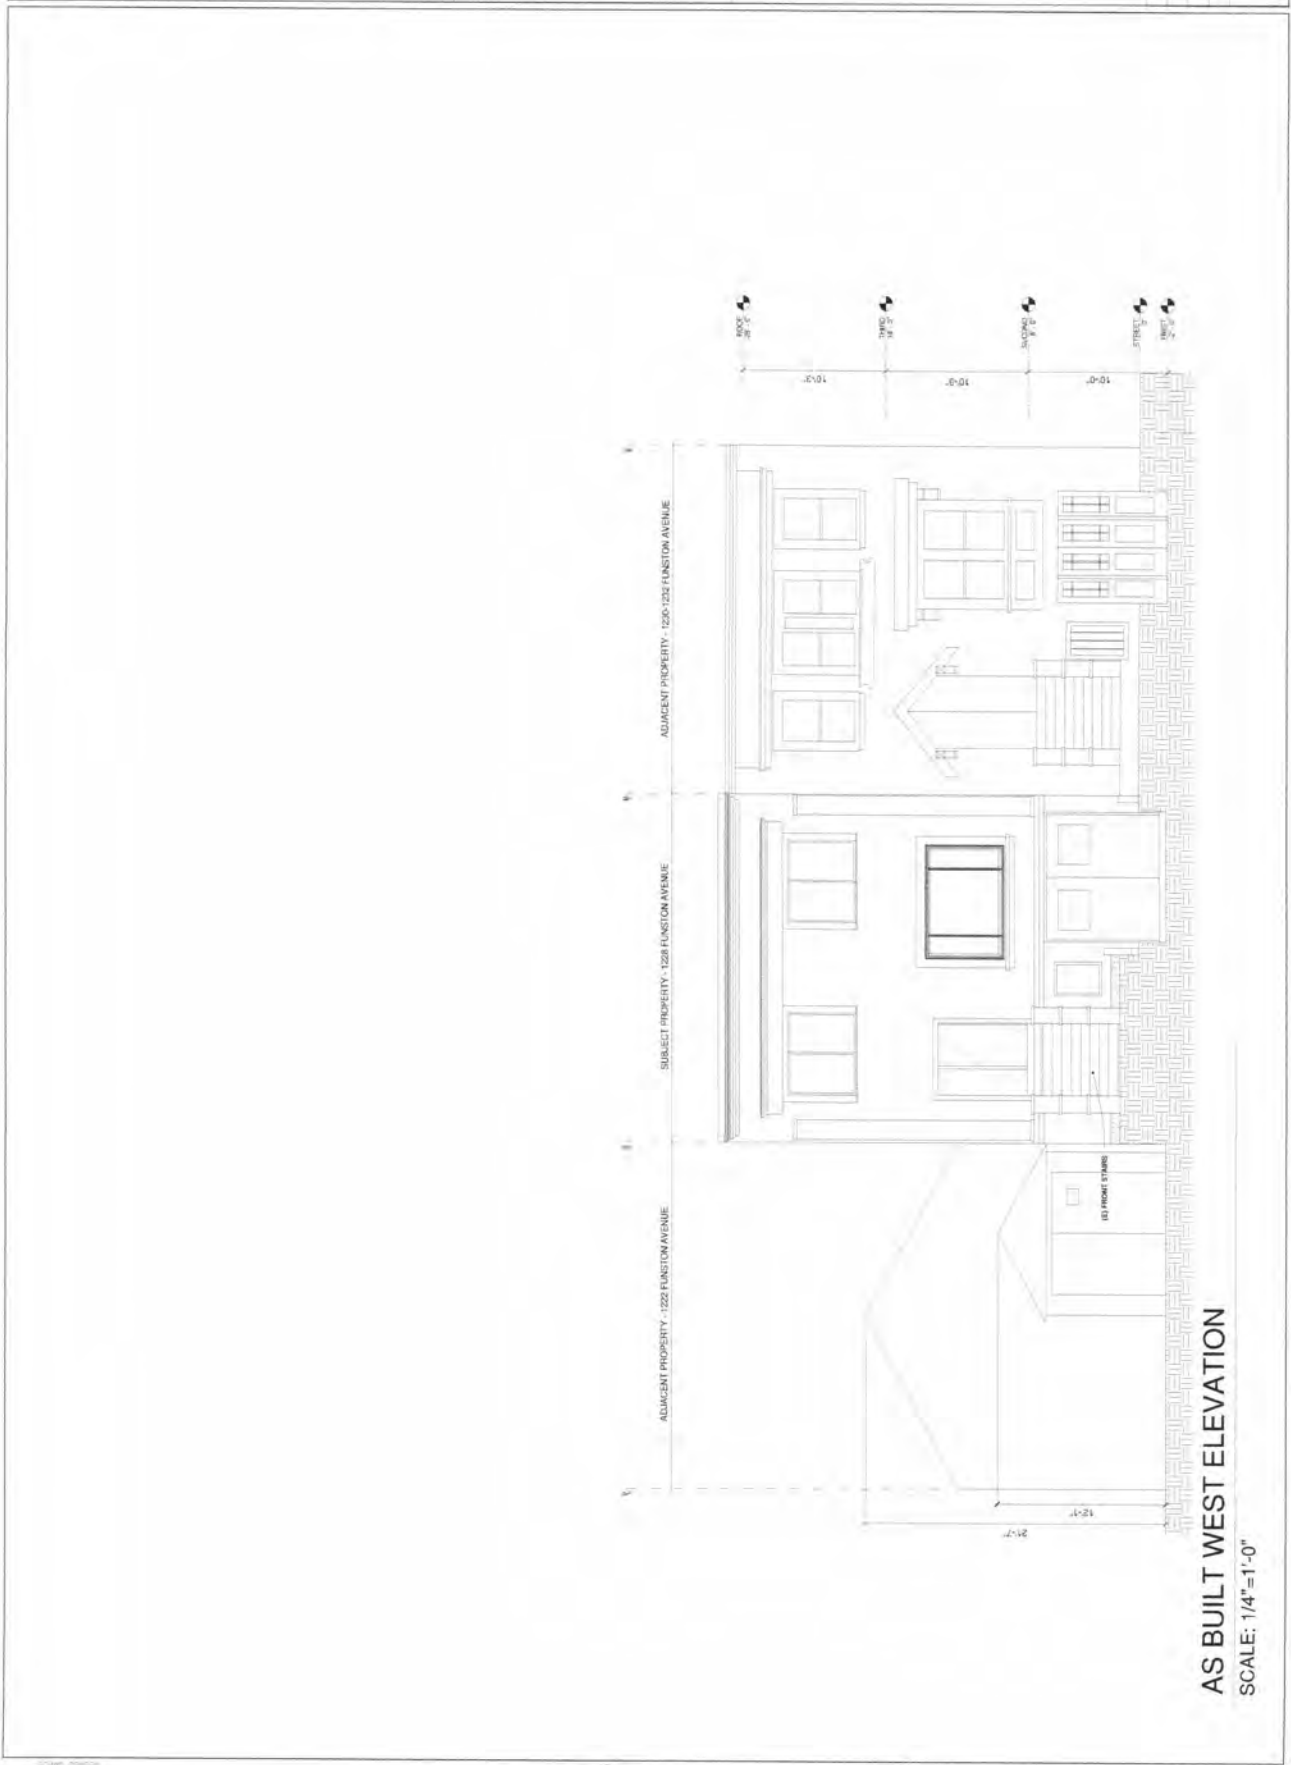 ADJACENT PROPERTY - 1222 FUNSTON AVENUE
SUBJECT PROPERTY - 1228 FUNSTON AVENUE
ADJACENT PROPERTY - 1230-1232 FUNSTON AVENUE
ROOF
THIRD
SECOND
STREET
0"
FIRST
10'-3"
10'-3"
10'-0"
21'-7"
12'-1"
(E) FRONT STAIRS
AS BUILT WEST ELEVATION
SCALE: 1/4"=1'-0"